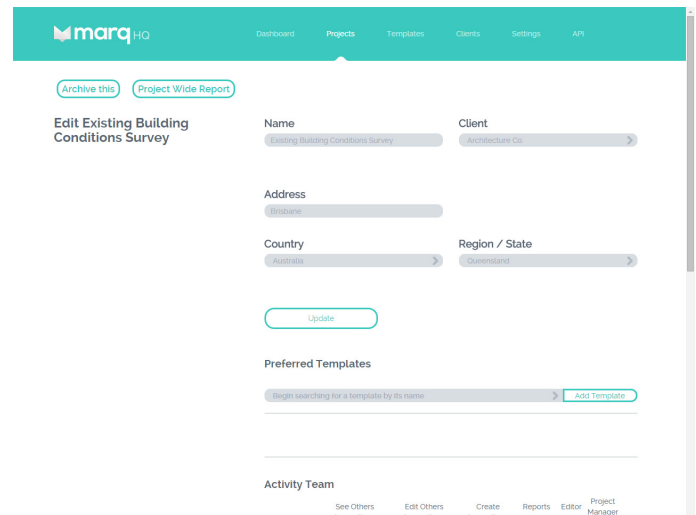 marq HQ
Dashboard Projects Templates Clients Settings API
Archive this Project Wide Report
Edit Existing Building
Conditions Survey
Name Client
Existing Building Conditions Survey Architecture Co.
Address
Brisbane
Country Region / State
Australia Queensland
Update
Preferred Templates
Begin searching for a template by its name Add Template
Activity Team
See Others Edit Others Create Reports Editor Project
Manager